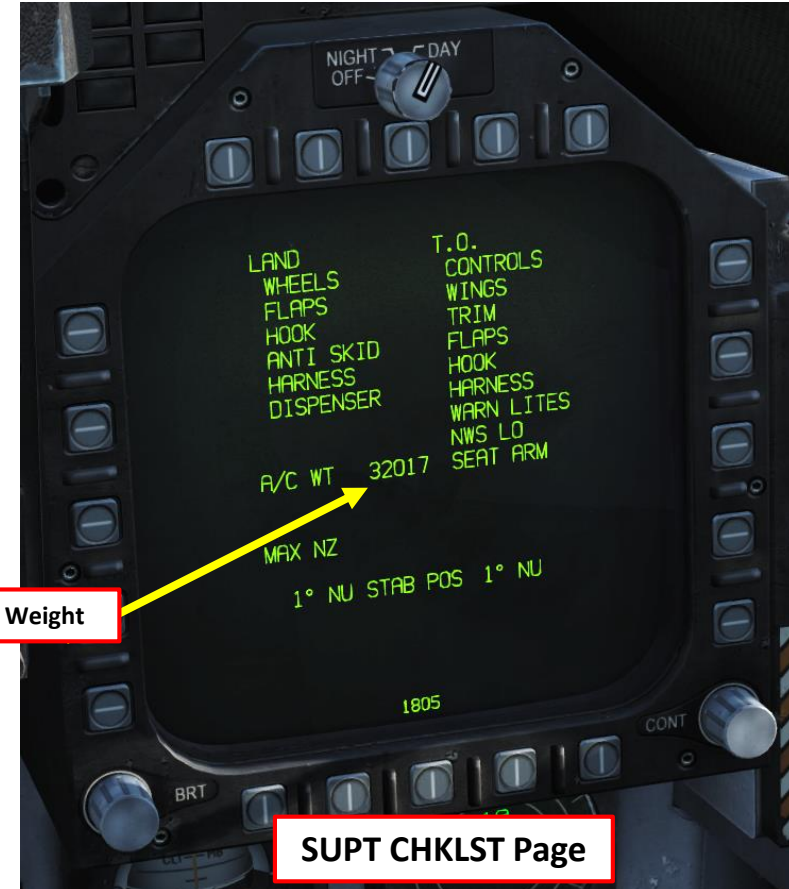 NIGHT DAY
OFF
LAND
WHEELS
FLAPS
HOOK
ANTI SKID
HARNESS
DISPENSER
T.O.
CONTROLS
WINGS
TRIM
FLAPS
HOOK
HARNESS
WARN LITES
NWS LO
SEAT ARM
A/C WT 32017
MAX NZ
1° NU STAB POS 1° NU
Weight
1805
CONT
BRT
SUPT CHKLST Page